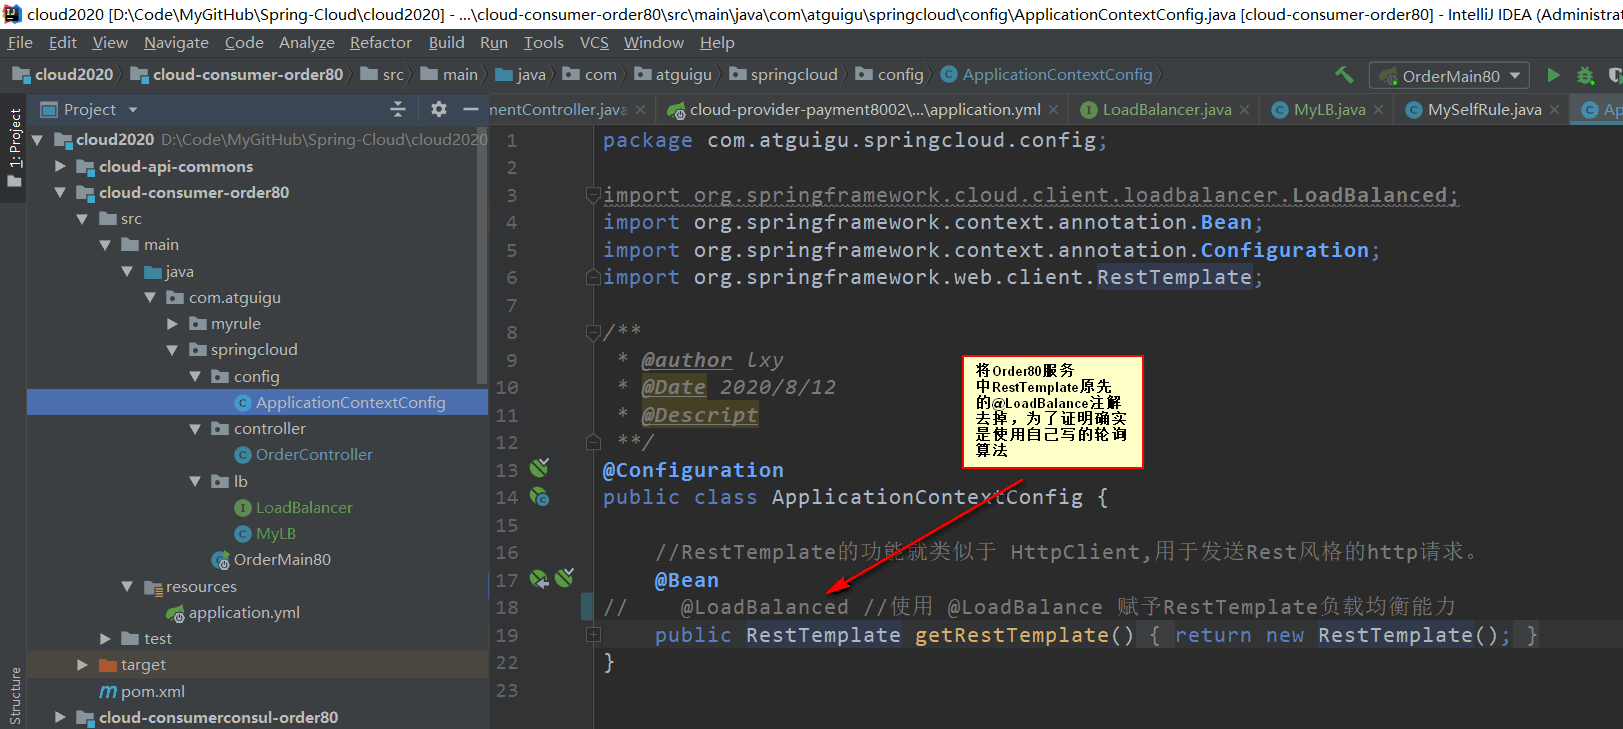 cloud2020 [D:\Code\MyGitHub\Spring-Cloud\cloud2020] - ...\cloud-consumer-order80\src\main\java\com\atguigu\springcloud\config\ApplicationContextConfig.java [cloud-consumer-order80] - IntelliJ IDEA (Administrat
File Edit View Navigate Code Analyze Refactor Build Run Tools VCS Window Help
cloud2020 cloud-consumer-order80 src main java com atguigu springcloud config ApplicationContextConfig OrderMain80
1: Project
Project
mentController.java cloud-provider-payment8002\...\application.yml LoadBalancer.java MyLB.java MySelfRule.java Ap
cloud2020 D:\Code\MyGitHub\Spring-Cloud\cloud2020
cloud-api-commons
cloud-consumer-order80
src
main
java
com.atguigu
myrule
springcloud
config
ApplicationContextConfig
controller
OrderController
lb
LoadBalancer
MyLB
OrderMain80
resources
application.yml
test
target
pom.xml
cloud-consumerconsul-order80
Structure
1 package com.atguigu.springcloud.config;
2
3 import org.springframework.cloud.client.loadbalancer.LoadBalanced;
4 import org.springframework.context.annotation.Bean;
5 import org.springframework.context.annotation.Configuration;
6 import org.springframework.web.client.RestTemplate;
7
8 /**
9 * @author lxy
10 * @Date 2020/8/12
11 * @Descript
12 **/
13 @Configuration
14 public class ApplicationContextConfig {
15
16 //RestTemplate的功能就类似于 HttpClient,用于发送Rest风格的http请求。
17 @Bean
18 // @LoadBalanced //使用 @LoadBalance 赋予RestTemplate负载均衡能力
19 public RestTemplate getRestTemplate() { return new RestTemplate(); }
22 }
23
将Order80服务
中RestTemplate原先
的@LoadBalance注解
去掉，为了证明确实
是使用自己写的轮询
算法